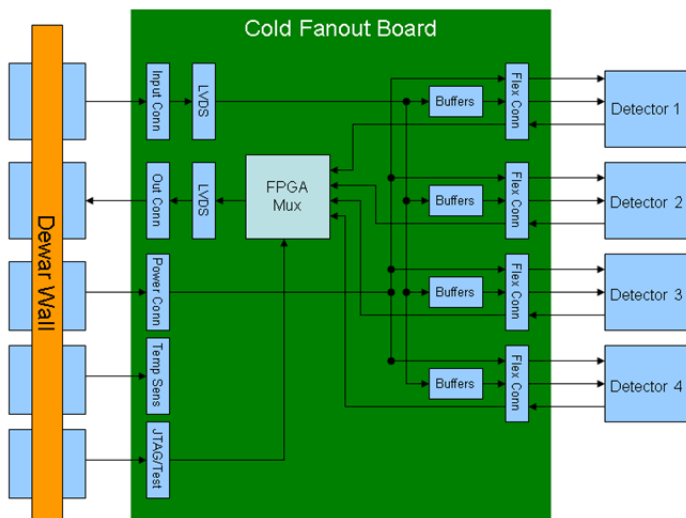 Cold Fanout Board
Dewar Wall
Input Conn
LVDS
Buffers
Flex Conn
Detector 1
Out Conn
LVDS
FPGA
Mux
Buffers
Flex Conn
Detector 2
Power Conn
Buffers
Flex Conn
Detector 3
Temp Sens
Buffers
Flex Conn
Detector 4
JTAG/Test